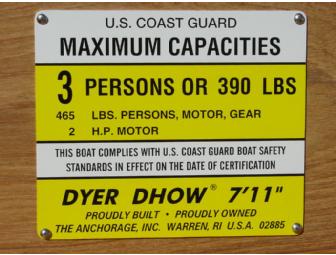 U.S. COAST GUARD
MAXIMUM CAPACITIES
3 PERSONS OR 390 LBS
465 LBS. PERSONS, MOTOR, GEAR
2 H.P. MOTOR
THIS BOAT COMPLIES WITH U.S. COAST GUARD BOAT SAFETY
STANDARDS IN EFFECT ON THE DATE OF CERTIFICATION
DYER DHOW® 7'11"
PROUDLY BUILT • PROUDLY OWNED
THE ANCHORAGE, INC. WARREN, RI U.S.A. 02885